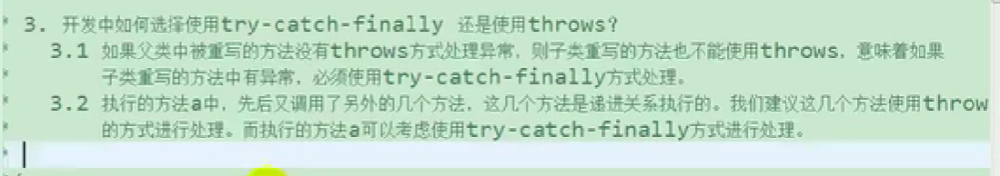 * 3. 开发中如何选择使用try-catch-finally 还是使用throws?
* 3.1 如果父类中被重写的方法没有throws方式处理异常，则子类重写的方法也不能使用throws，意味着如果
* 子类重写的方法中有异常，必须使用try-catch-finally方式处理。
* 3.2 执行的方法a中，先后又调用了另外的几个方法，这几个方法是递进关系执行的。我们建议这几个方法使用throw
* 的方式进行处理。而执行的方法a可以考虑使用try-catch-finally方式进行处理。
*